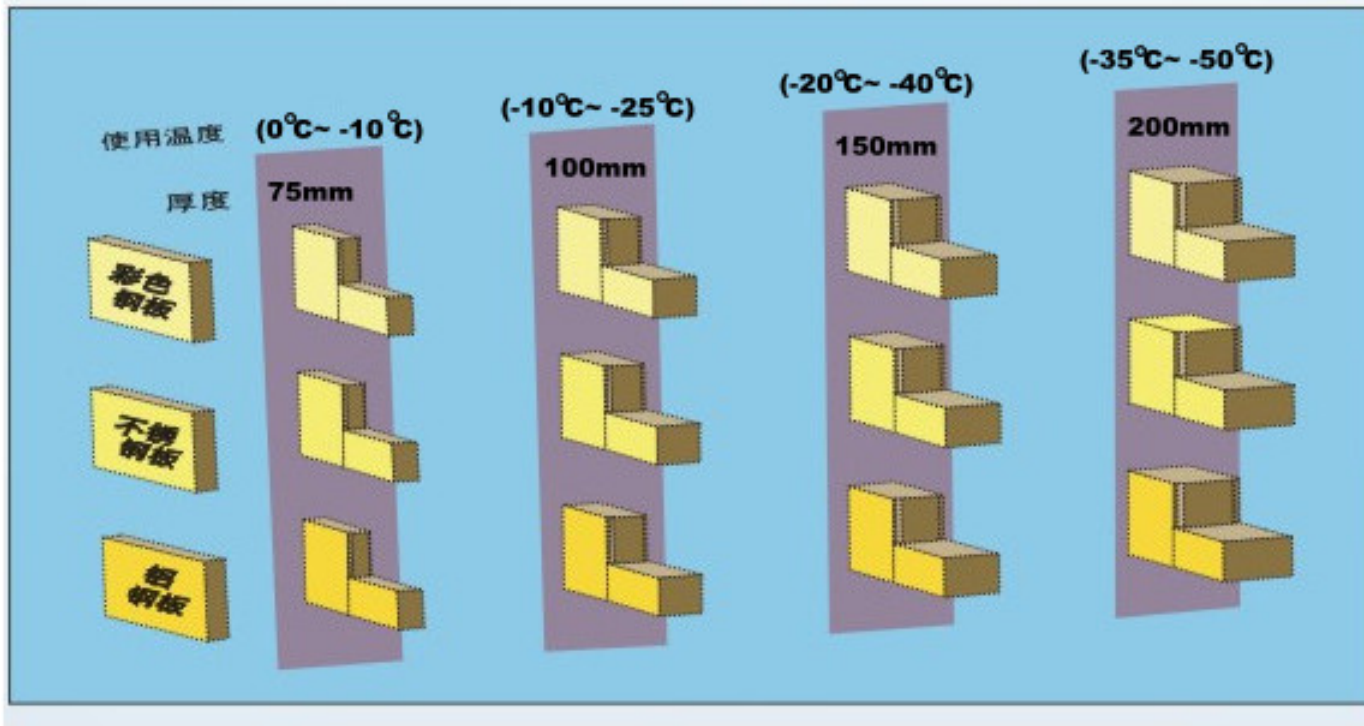 使用温度
(0℃~ -10℃)
(-10℃~ -25℃)
(-20℃~ -40℃)
(-35℃~ -50℃)
厚度
75mm
100mm
150mm
200mm
彩色
钢板
不锈
钢板
铝
钢板